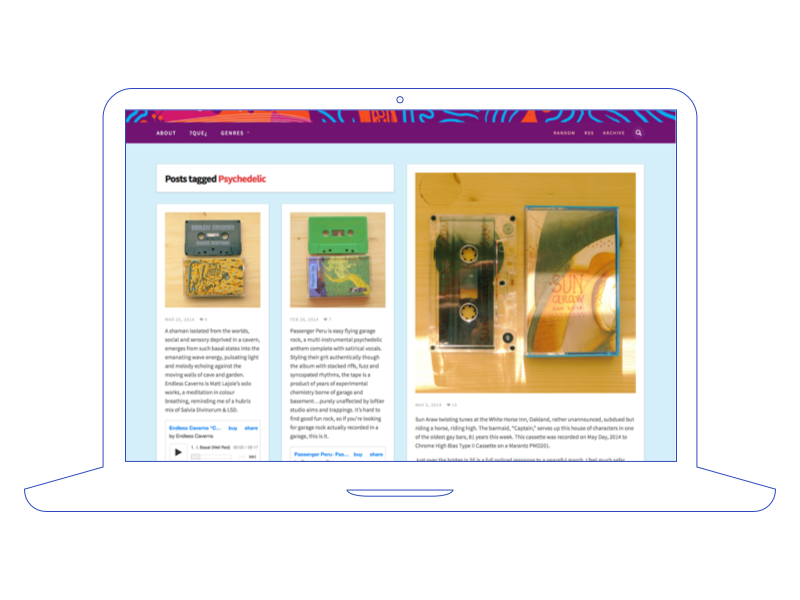 ABOUT
?QUE¿
GENRES
RANDOM
RSS
ARCHIVE
Posts tagged Psychedelic
MAR 25, 2014
A shaman isolated from the worlds,
social and sensory deprived in a cavern,
emerges from such basal states into the
emanating wave energy, pulsating light
and melody echoing against the
moving walls of cave and garden.
Endless Caverns is Matt Lajoie's solo
works, a meditation in colour
breathing, reminding me of a hubris
mix of Salvia Divinorum & LSD.
Endless Caverns "C... buy share
by Endless Caverns
FEB 26, 2014
Passenger Peru is easy flying garage
rock, a multi-instrumental psychedelic
anthem complete with satirical vocals.
Styling their grit authentically though
the album with stacked riffs, fuzz and
syncopated rhythms, the tape is a
product of years of experimental
chemistry borne of garage and
basement... purely unaffected by loftier
studio aims and trappings. It's hard to
find good fun rock, so if you're looking
for garage rock actually recorded in a
garage, this is it.
Passenger Peru- Pas... buy share
SUN
MAY 5, 2014
Sun Araw twisting tunes at the White Horse Inn, Oakland, rather unannounced, subdued but
riding a horse, riding high. The barmaid, "Captain," serves up this house of characters in one
of the oldest gay bars, 81 years this week. This cassette was recorded on May Day, 2014 to
Chrome High Bias Type II Cassette on a Marantz PMD201.